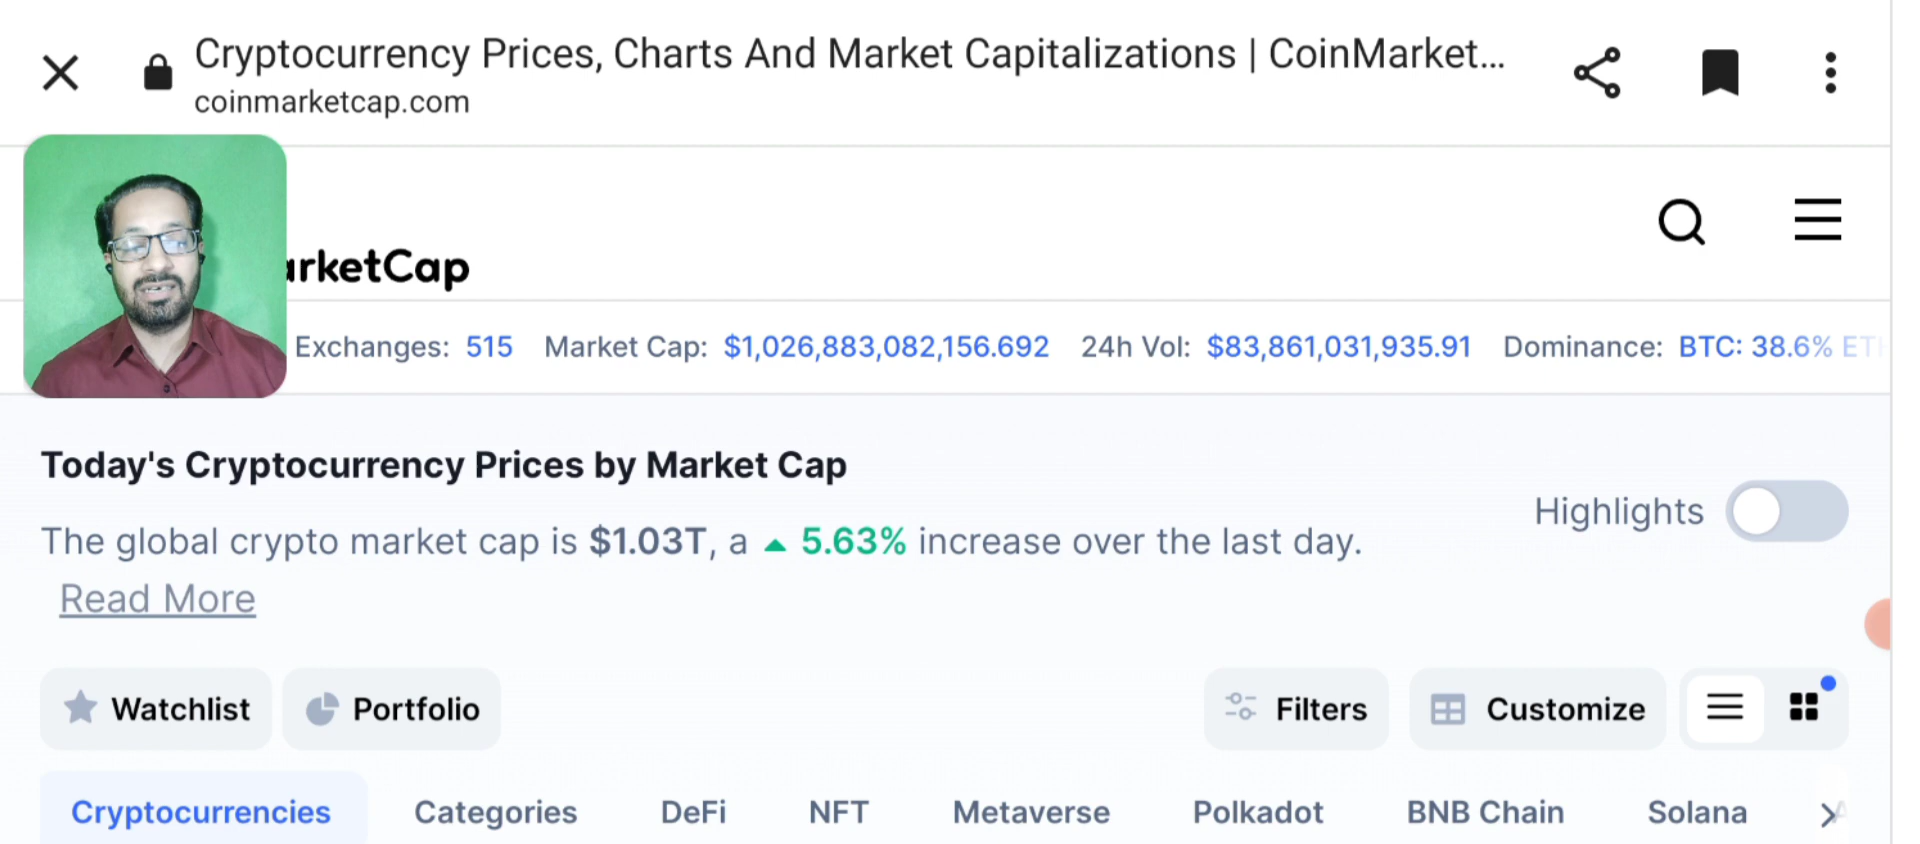 Cryptocurrency Prices, Charts And Market Capitalizations | CoinMarket...
coinmarketcap.com
arketCap
Exchanges: 515 Market Cap: $1,026,883,082,156.692 24h Vol: $83,861,031,935.91 Dominance: BTC: 38.6% ET
Today's Cryptocurrency Prices by Market Cap
The global crypto market cap is $1.03T, a ▲ 5.63% increase over the last day.
Read More
Highlights
Watchlist Portfolio Filters Customize
Cryptocurrencies Categories DeFi NFT Metaverse Polkadot BNB Chain Solana